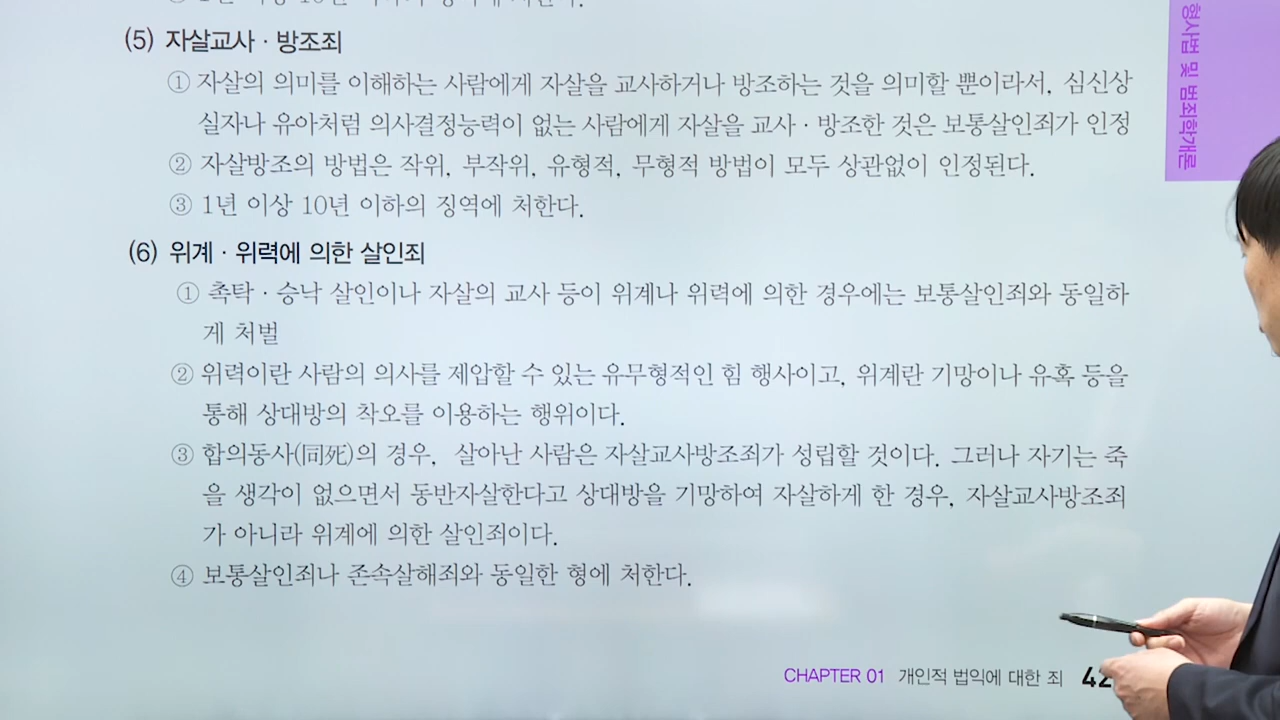 (5) 자살교사 · 방조죄
① 자살의 의미를 이해하는 사람에게 자살을 교사하거나 방조하는 것을 의미할 뿐이라서, 심신상
실자나 유아처럼 의사결정능력이 없는 사람에게 자살을 교사 · 방조한 것은 보통살인죄가 인정
② 자살방조의 방법은 작위, 부작위, 유형적, 무형적 방법이 모두 상관없이 인정된다.
③ 1년 이상 10년 이하의 징역에 처한다.
(6) 위계 · 위력에 의한 살인죄
① 촉탁 · 승낙 살인이나 자살의 교사 등이 위계나 위력에 의한 경우에는 보통살인죄와 동일하
게 처벌
② 위력이란 사람의 의사를 제압할 수 있는 유무형적인 힘 행사이고, 위계란 기망이나 유혹 등을
통해 상대방의 착오를 이용하는 행위이다.
③ 합의동사(同死)의 경우, 살아난 사람은 자살교사방조죄가 성립할 것이다. 그러나 자기는 죽
을 생각이 없으면서 동반자살한다고 상대방을 기망하여 자살하게 한 경우, 자살교사방조죄
가 아니라 위계에 의한 살인죄이다.
④ 보통살인죄나 존속살해죄와 동일한 형에 처한다.
CHAPTER 01 개인적 법익에 대한 죄
형사법 및 범죄학개론